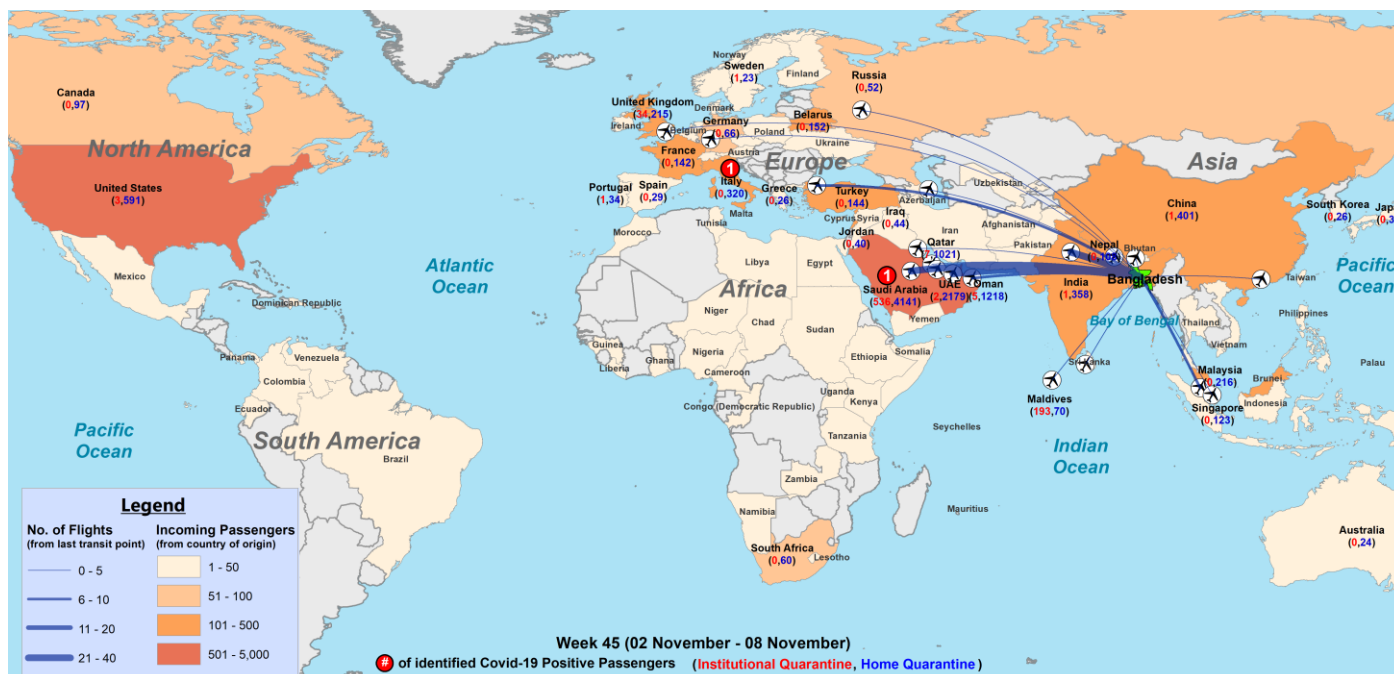 Norway
Sweden
(1,23)
Finland
Russia
(0,52)
Canada
(0,97)
United Kingdom
(34,215)
Denmark
Ireland
Belgium
Germany
(0,66)
Poland
Belarus
(0,152)
Ukraine
North America
France
(0,142)
Austria
1
Europe
Asia
United States
(3,591)
Portugal
(1,34)
Spain
(0,29)
Italy
(0,320)
Greece
(0,26)
Turkey
(0,144)
Azerbaijan
Uzbekistan
China
(1,401)
South Korea
(0,26)
Malta
Tunisia
Morocco
Cyprus
Syria
Iraq
(0,44)
Iran
Afghanistan
Jordan
(0,40)
Qatar
(7,1021)
Pakistan
Nepal
Bhutan
Mexico
Atlantic
Ocean
Libya
Egypt
Africa
1
Saudi Arabia
(536,4141)
UAE
(2,2179)
Oman
(5,1218)
India
(1,358)
Bangladesh
Taiwan
Pacific
Ocean
Dominican Republic
Niger
Chad
Sudan
Yemen
Bay of Bengal
Thailand
Philippines
Vietnam
Guinea
Liberia
Ghana
Nigeria
Cameroon
Ethiopia
Somalia
Panama
Venezuela
Colombia
Ecuador
Uganda
Kenya
Congo (Democratic Republic)
Maldives
(193,70)
Malaysia
(0,216)
Brunei
Palau
Singapore
(0,123)
Indonesia
Pacific
Ocean
South America
Brazil
Tanzania
Seychelles
Indian
Ocean
Zambia
Namibia
Mauritius
South Africa
(0,60)
Lesotho
Australia
(0,24)
Legend
No. of Flights
(from last transit point)
0 - 5
6 - 10
11 - 20
21 - 40
Incoming Passengers
(from country of origin)
1 - 50
51 - 100
101 - 500
501 - 5,000
Week 45 (02 November - 08 November)
# of identified Covid-19 Positive Passengers (Institutional Quarantine, Home Quarantine)